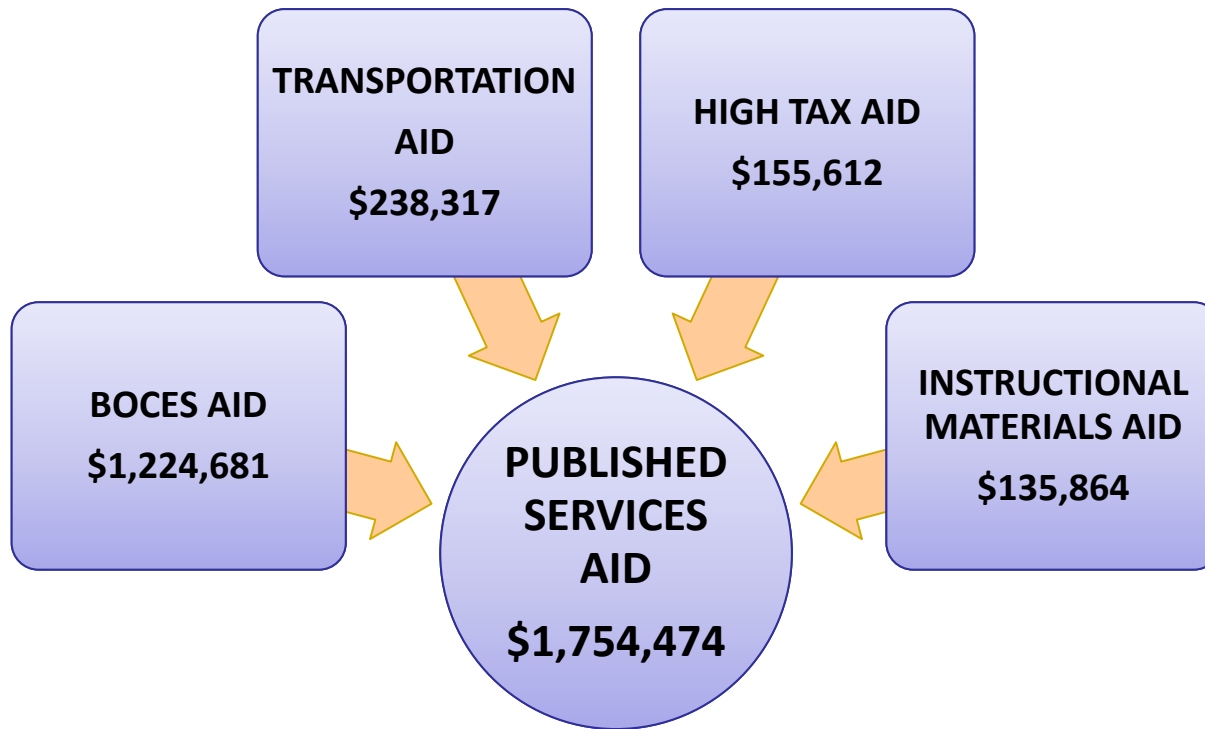 TRANSPORTATION
AID
$238,317
HIGH TAX AID
$155,612
BOCES AID
$1,224,681
INSTRUCTIONAL
MATERIALS AID
$135,864
PUBLISHED
SERVICES
AID
$1,754,474